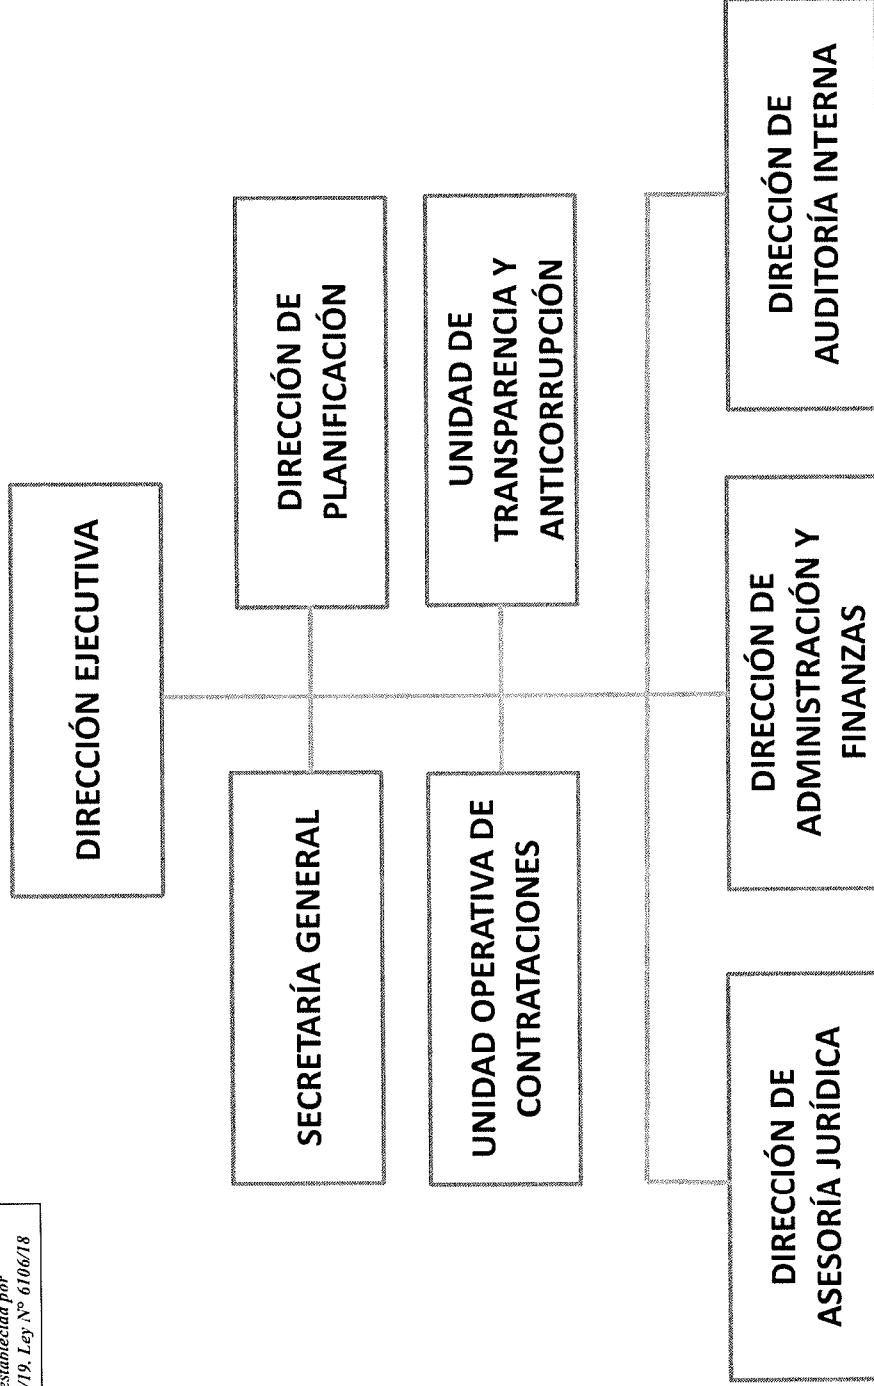 establecida por
/19. Ley N° 6106/18
DIRECCIÓN EJECUTIVA
SECRETARÍA GENERAL
DIRECCIÓN DE
PLANIFICACIÓN
UNIDAD OPERATIVA DE
CONTRATACIONES
UNIDAD DE
TRANSPARENCIA Y
ANTICORRUPCIÓN
DIRECCIÓN DE
ASESORÍA JURÍDICA
DIRECCIÓN DE
ADMINISTRACIÓN Y
FINANZAS
DIRECCIÓN DE
AUDITORÍA INTERNA